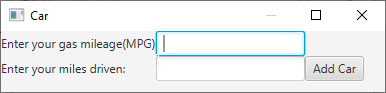 Car
Enter your gas mileage(MPG)
Enter your miles driven:
Add Car